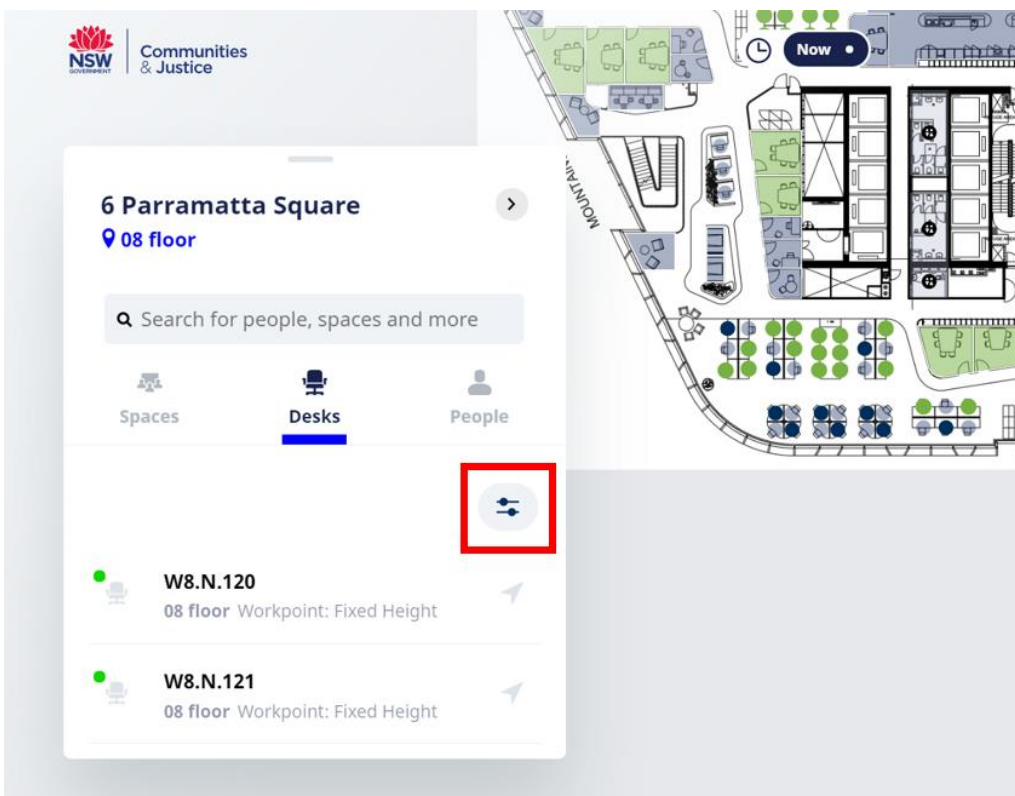 NSW
GOVERNMENT
Communities
& Justice
Now
MOUNTAIN
6 Parramatta Square
08 floor
Search for people, spaces and more
Spaces
Desks
People
W8.N.120
08 floor Workpoint: Fixed Height
W8.N.121
08 floor Workpoint: Fixed Height